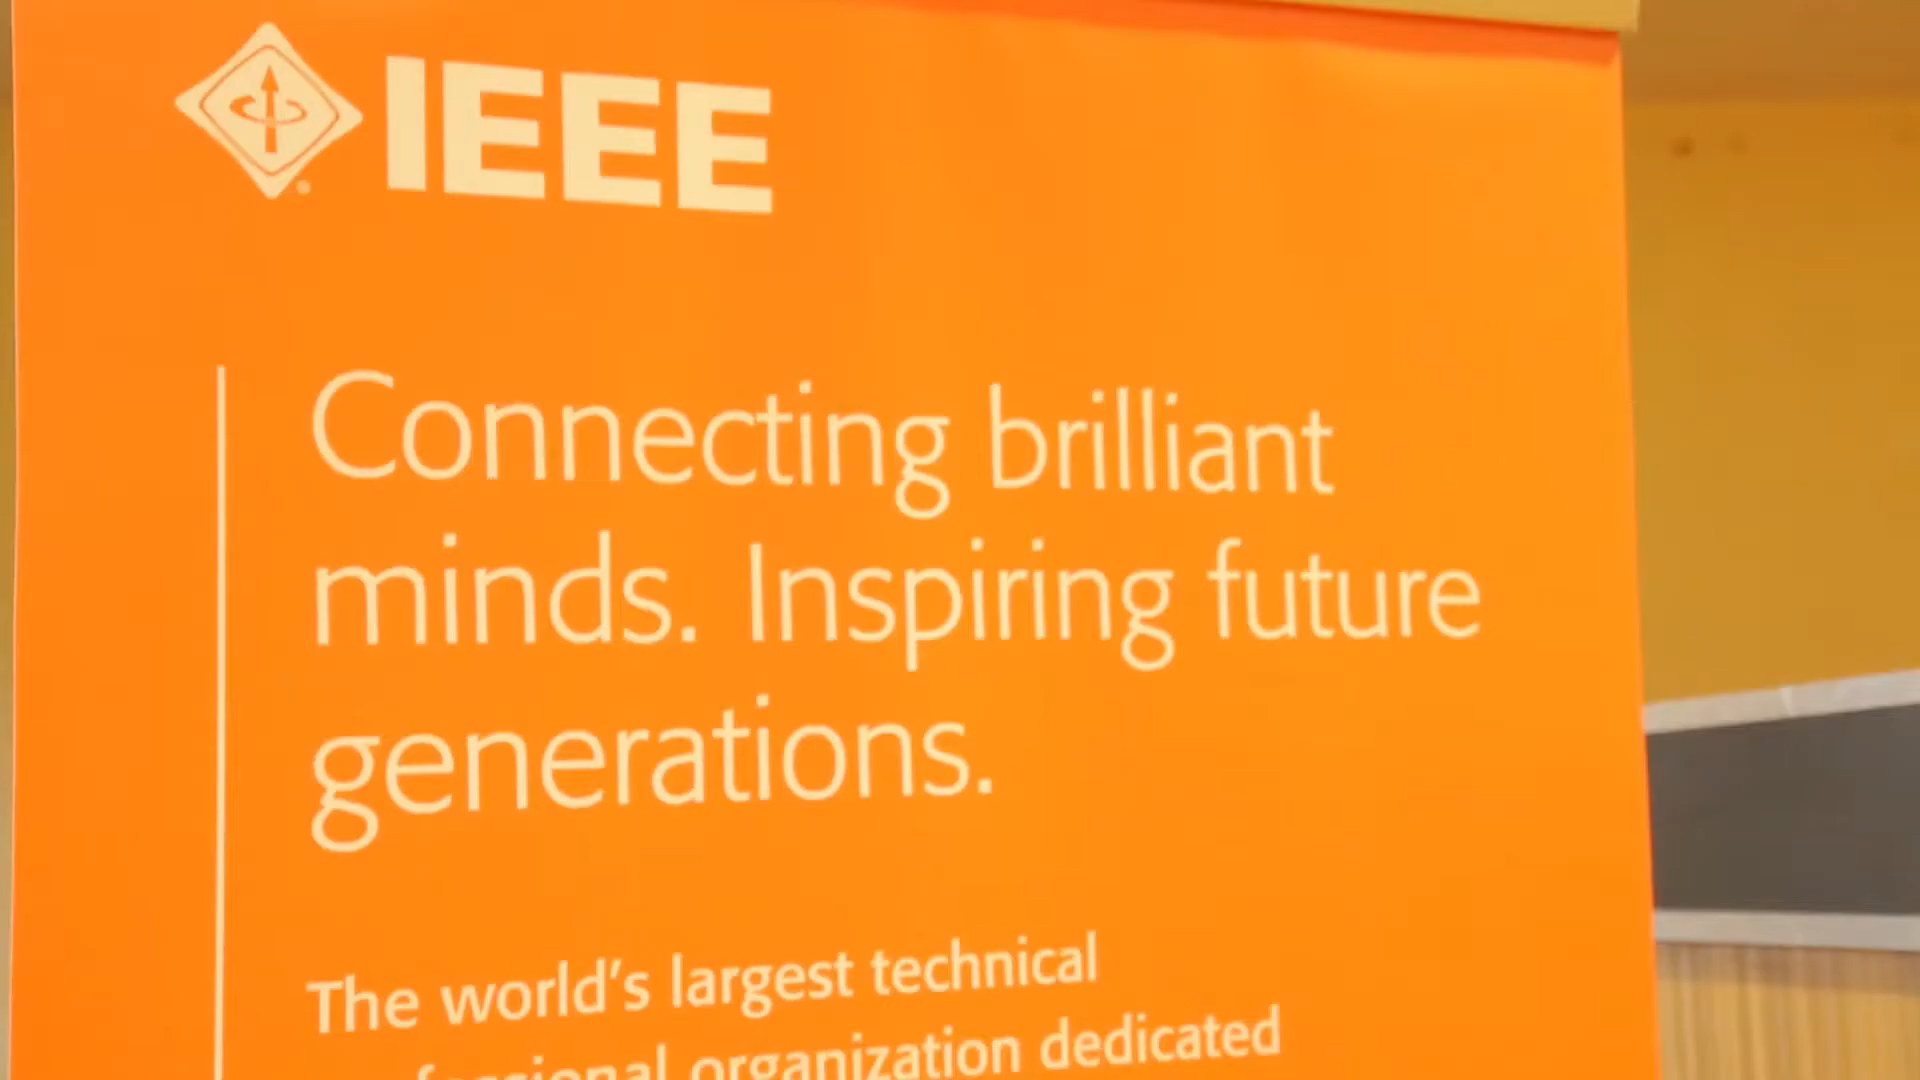 IEEE
Connecting brilliant
minds. Inspiring future
generations.
The world's largest technical
organization dedicated